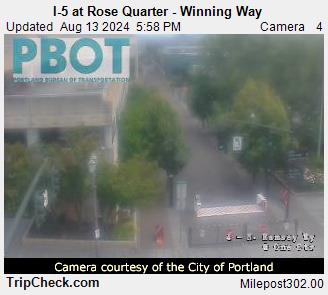 I-5 at Rose Quarter - Winning Way
Updated Aug 13 2024 5:58 PM Camera 4
PBOT
PORTLAND BUREAU OF TRANSPORTATION
Camera courtesy of the City of Portland
TripCheck.com Milepost302.00